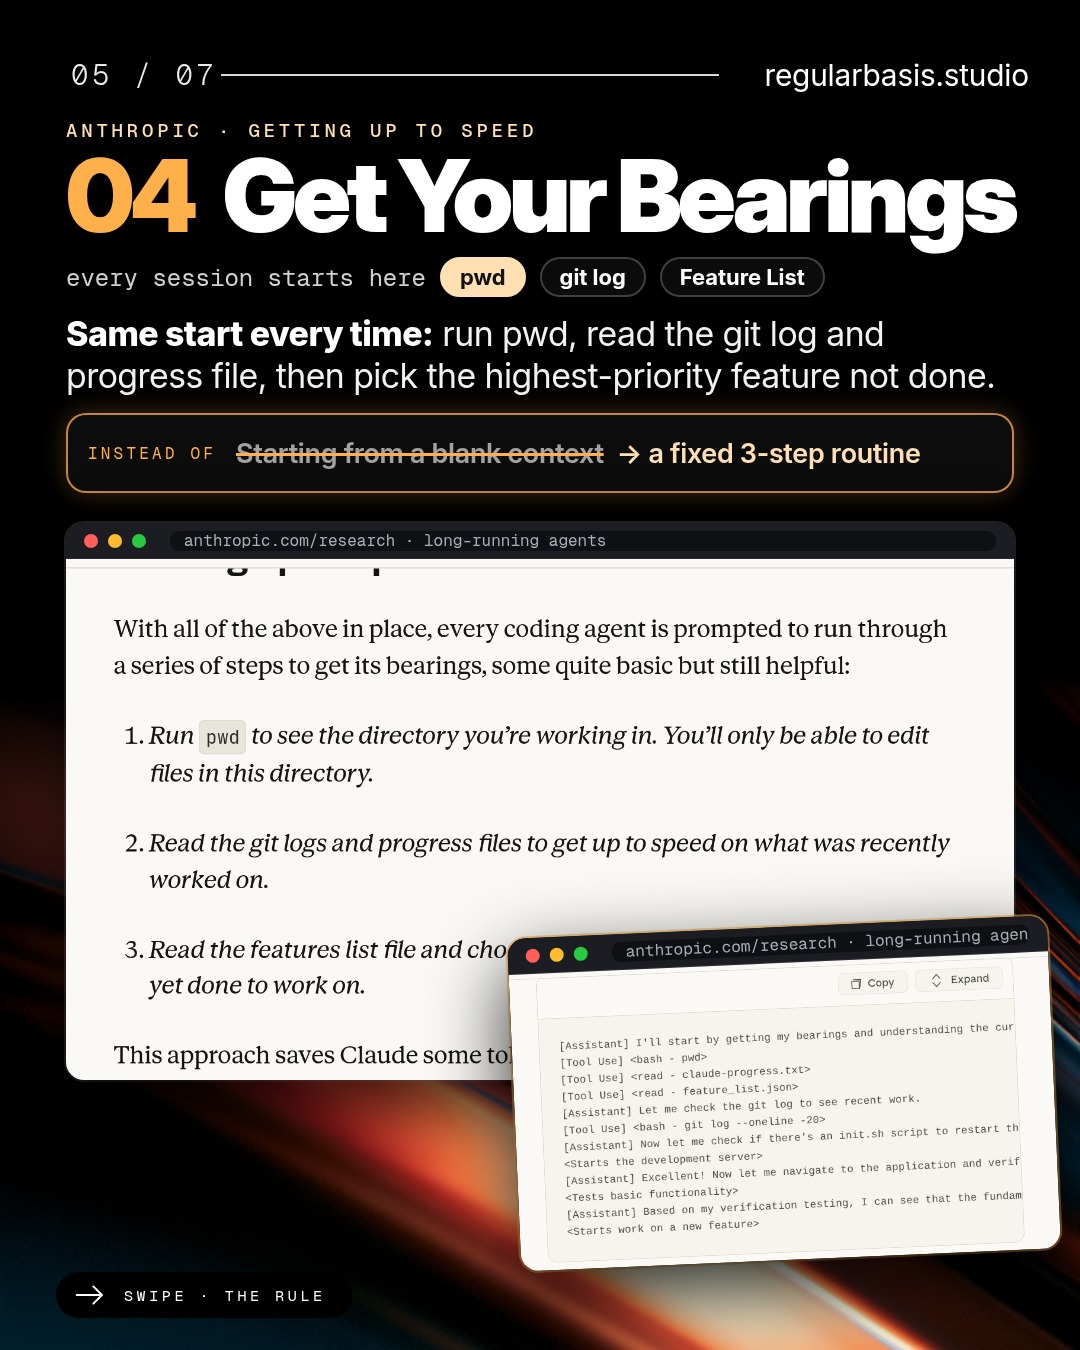 05 / 07
regularbasis.studio
ANTHROPIC · GETTING UP TO SPEED
04 Get Your Bearings
every session starts here pwd git log Feature List
Same start every time: run pwd, read the git log and
progress file, then pick the highest-priority feature not done.
INSTEAD OF Starting from a blank context → a fixed 3-step routine
anthropic.com/research · long-running agents
With all of the above in place, every coding agent is prompted to run through
a series of steps to get its bearings, some quite basic but still helpful:
1. Run pwd to see the directory you're working in. You'll only be able to edit
files in this directory.
2. Read the git logs and progress files to get up to speed on what was recently
worked on.
3. Read the features list file and cho
yet done to work on.
This approach saves Claude some to
anthropic.com/research · long-running agen
Copy Expand
[Assistant] I'll start by getting my bearings and understanding the cur
[Tool Use] <bash - pwd>
[Tool Use] <read - claude-progress.txt>
[Tool Use] <read - feature_list.json>
[Assistant] Let me check the git log to see recent work.
[Tool Use] <bash - git log --oneline -20>
[Assistant] Now let me check if there's an init.sh script to restart th
<Starts the development server>
[Assistant] Excellent! Now let me navigate to the application and verif
<Tests basic functionality>
[Assistant] Based on my verification testing, I can see that the fundam
<Starts work on a new feature>
→ SWIPE · THE RULE